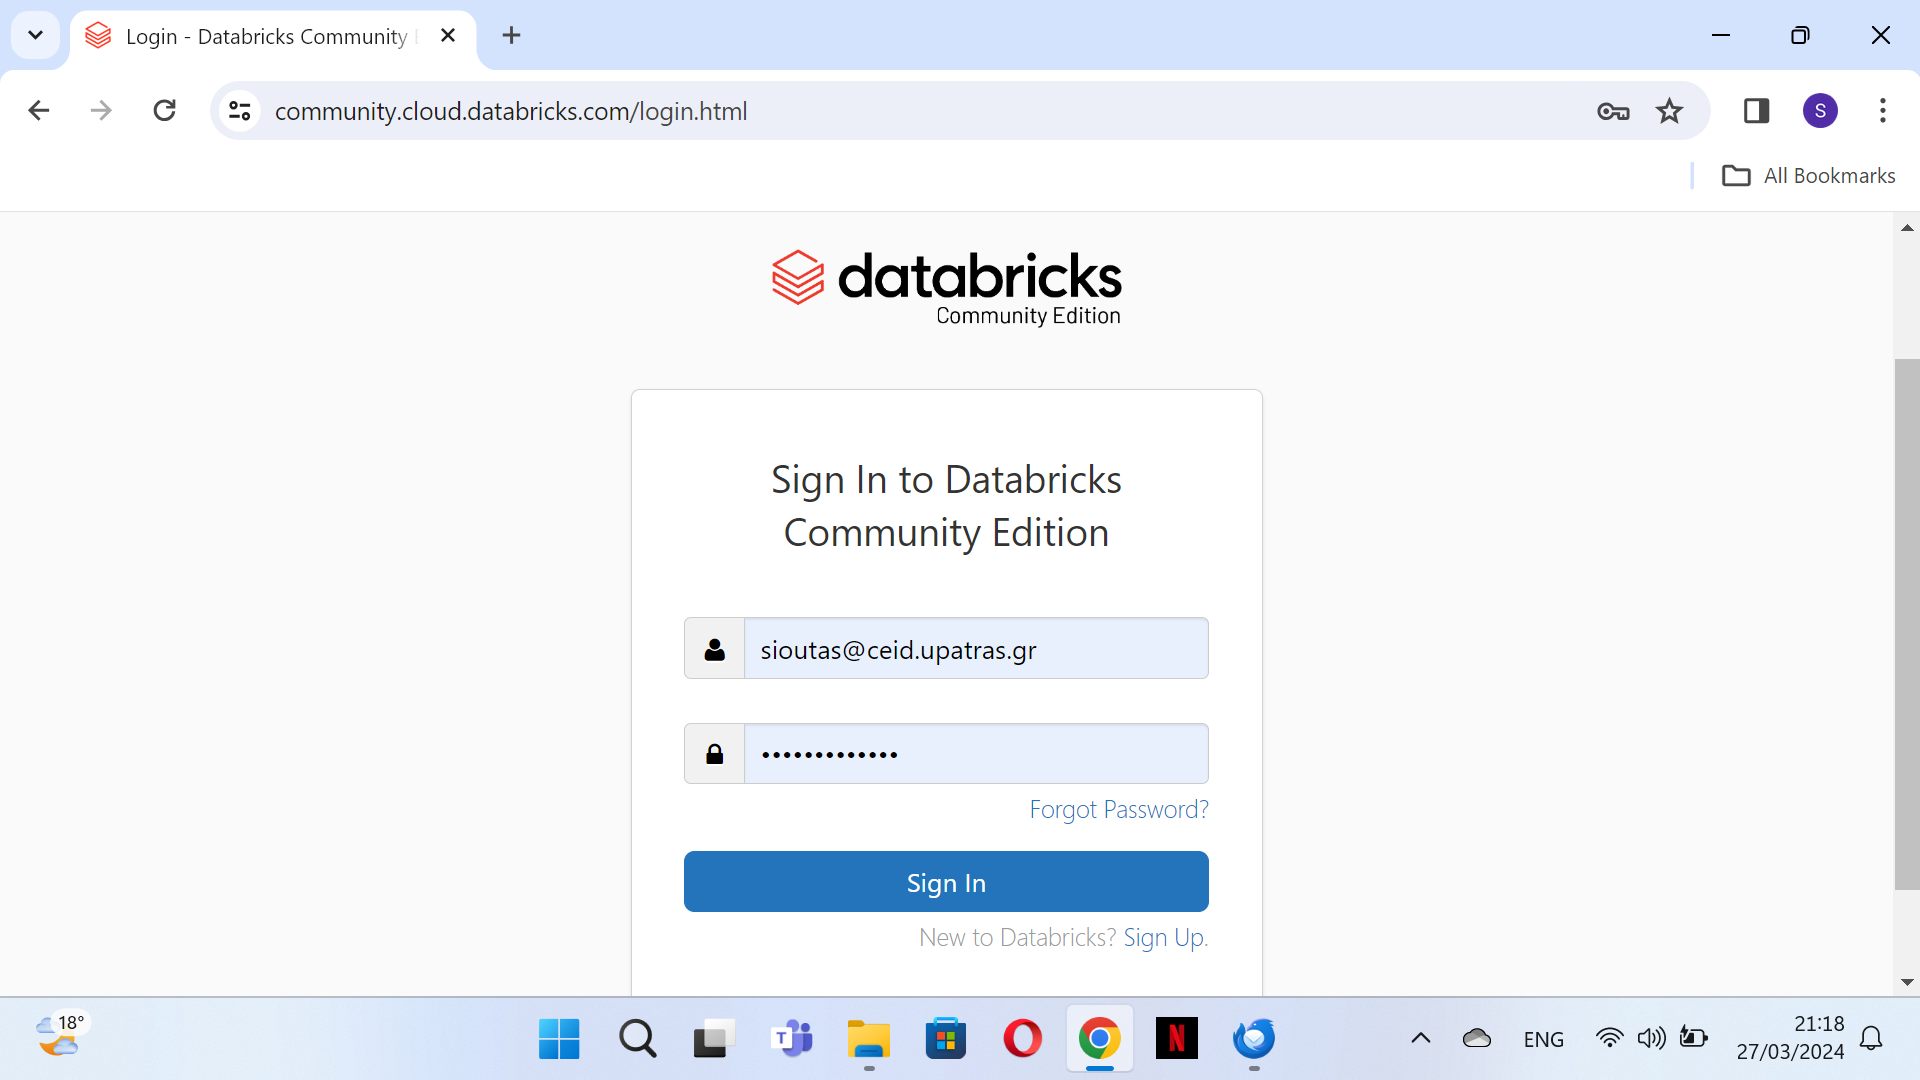 Login - Databricks Community
community.cloud.databricks.com/login.html
S
All Bookmarks
databricks
Community Edition
Sign In to Databricks
Community Edition
sioutas@ceid.upatras.gr
•••••••••••••
Forgot Password?
Sign In
New to Databricks? Sign Up.
18°
T
N
ENG
21:18
27/03/2024